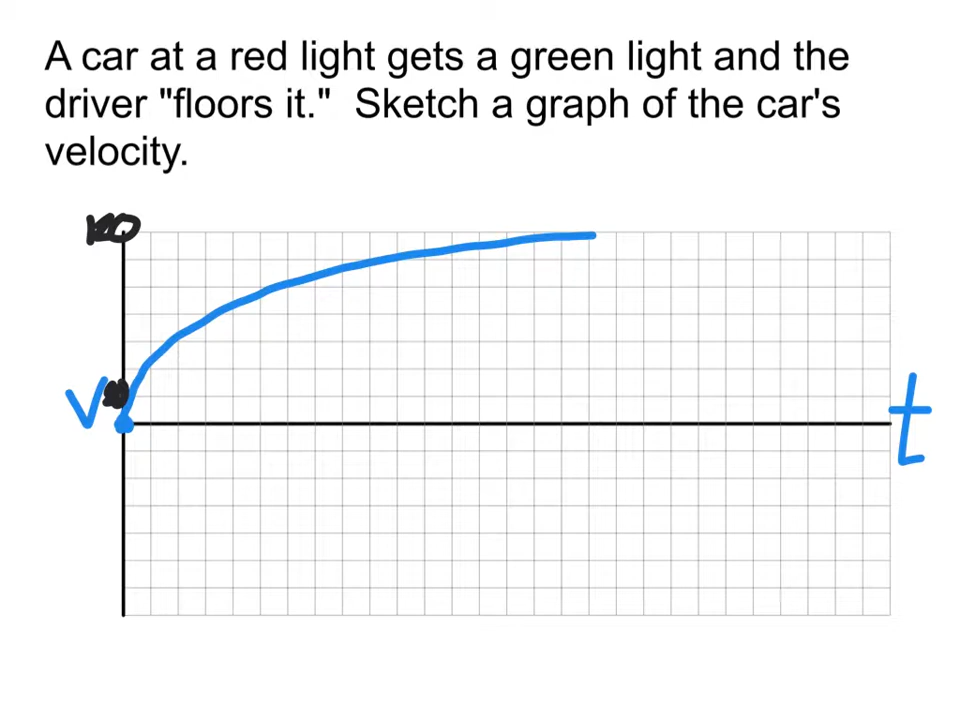 A car at a red light gets a green light and the
driver "floors it."  Sketch a graph of the car's
velocity.
V
t